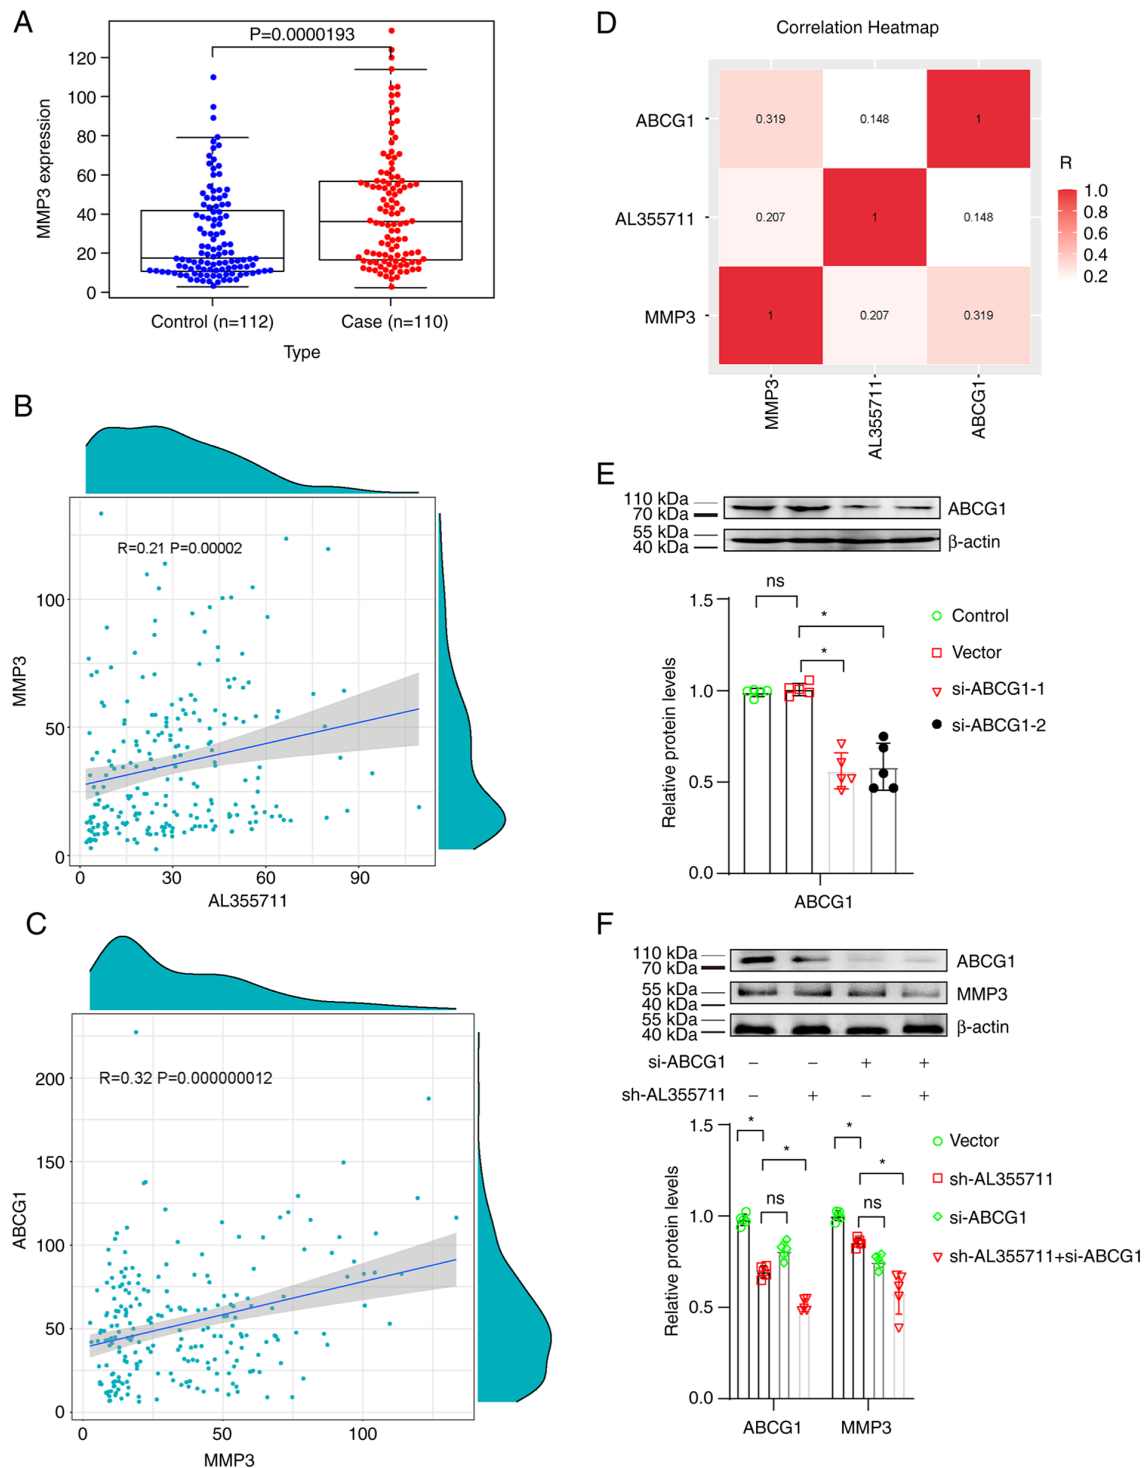 A
P=0.0000193
120
100
80
60
40
20
0
MMP3 expression
Control (n=112)
Case (n=110)
Type
B
R=0.21 P=0.00002
100
50
0
MMP3
0
30
60
90
AL355711
C
R=0.32 P=0.000000012
200
150
100
50
0
ABCG1
0
50
100
MMP3
D
Correlation Heatmap
ABCG1
0.319
0.148
1
AL355711
0.207
1
0.148
MMP3
1
0.207
0.319
MMP3
AL355711
ABCG1
R
1.0
0.8
0.6
0.4
0.2
E
110 kDa
70 kDa
ABCG1
55 kDa
40 kDa
β-actin
1.5
1.0
0.5
0.0
Relative protein levels
ns
*
*
ABCG1
Control
Vector
si-ABCG1-1
si-ABCG1-2
F
110 kDa
70 kDa
ABCG1
55 kDa
40 kDa
MMP3
55 kDa
40 kDa
β-actin
si-ABCG1 − − + +
sh-AL355711 − + − +
1.5
1.0
0.5
0.0
Relative protein levels
*
*
ns
*
*
ns
ABCG1
MMP3
Vector
sh-AL355711
si-ABCG1
sh-AL355711+si-ABCG1